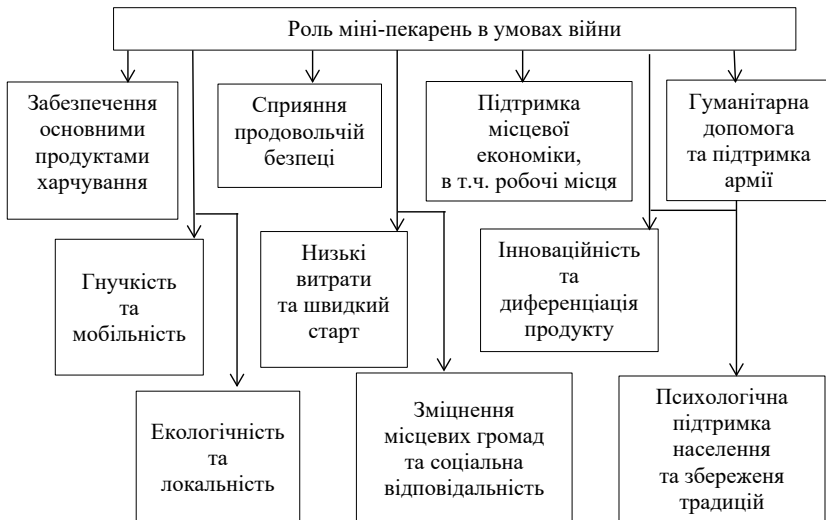 Роль міні-пекарень в умовах війни
Забезпечення
основними
продуктами
харчування
Сприяння
продовольчій
безпеці
Підтримка
місцевої
економіки,
в т.ч. робочі місця
Гуманітарна
допомога
та підтримка
армії
Гнучкість
та
мобільність
Низькі
витрати
та швидкий
старт
Інноваційність
та
диференціація
продукту
Екологічність
та
локальність
Зміцнення
місцевих громад
та соціальна
відповідальність
Психологічна
підтримка
населення
та збереженя
традицій